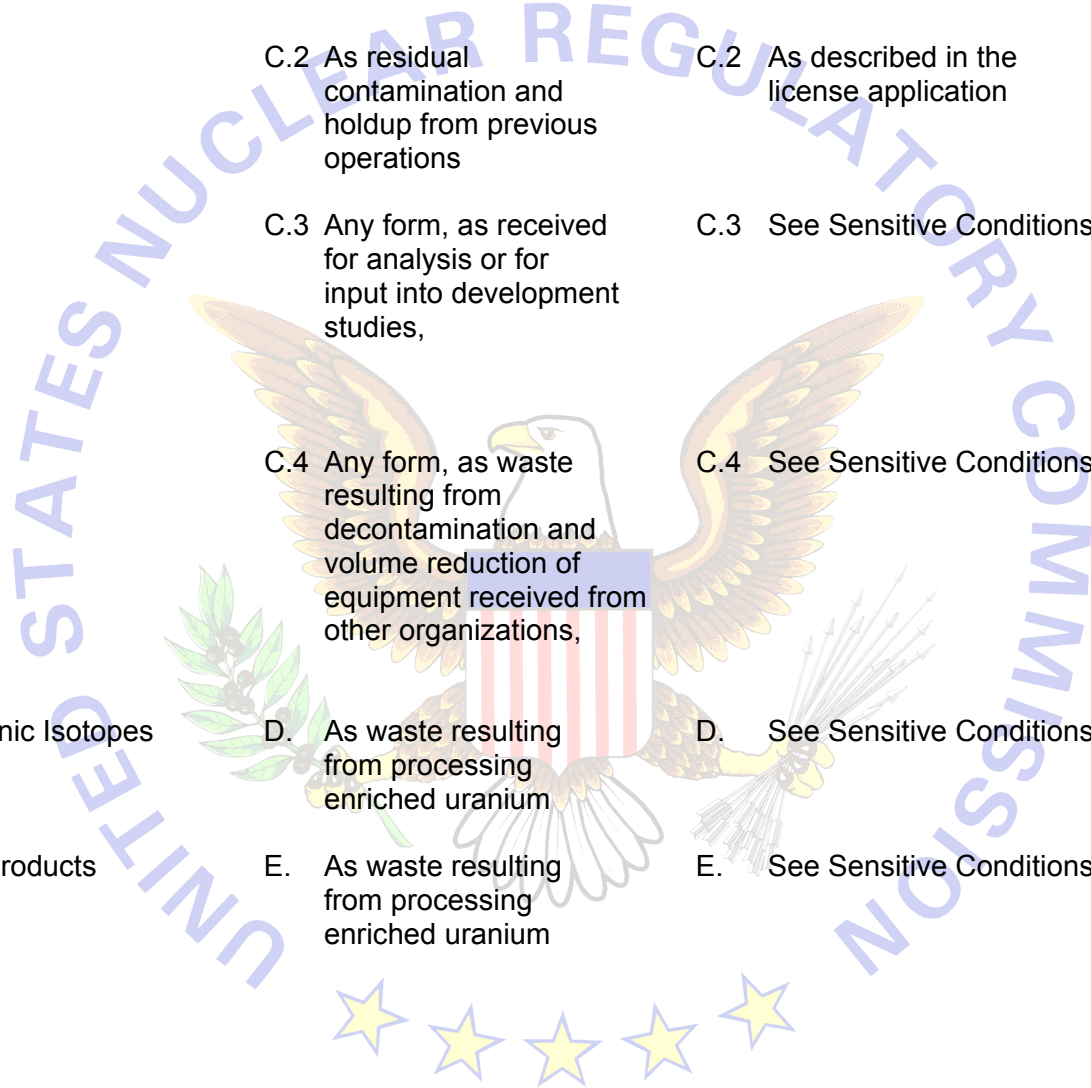 UNITED STATES NUCLEAR REGULATORY COMMISSION
C.2 As residual
contamination and
holdup from previous
operations
C.2 As described in the
license application
C.3 Any form, as received
for analysis or for
input into development
studies,
C.3 See Sensitive Conditions
C.4 Any form, as waste
resulting from
decontamination and
volume reduction of
equipment received from
other organizations,
C.4 See Sensitive Conditions
nic Isotopes
D. As waste resulting
from processing
enriched uranium
D. See Sensitive Conditions
roducts
E. As waste resulting
from processing
enriched uranium
E. See Sensitive Conditions